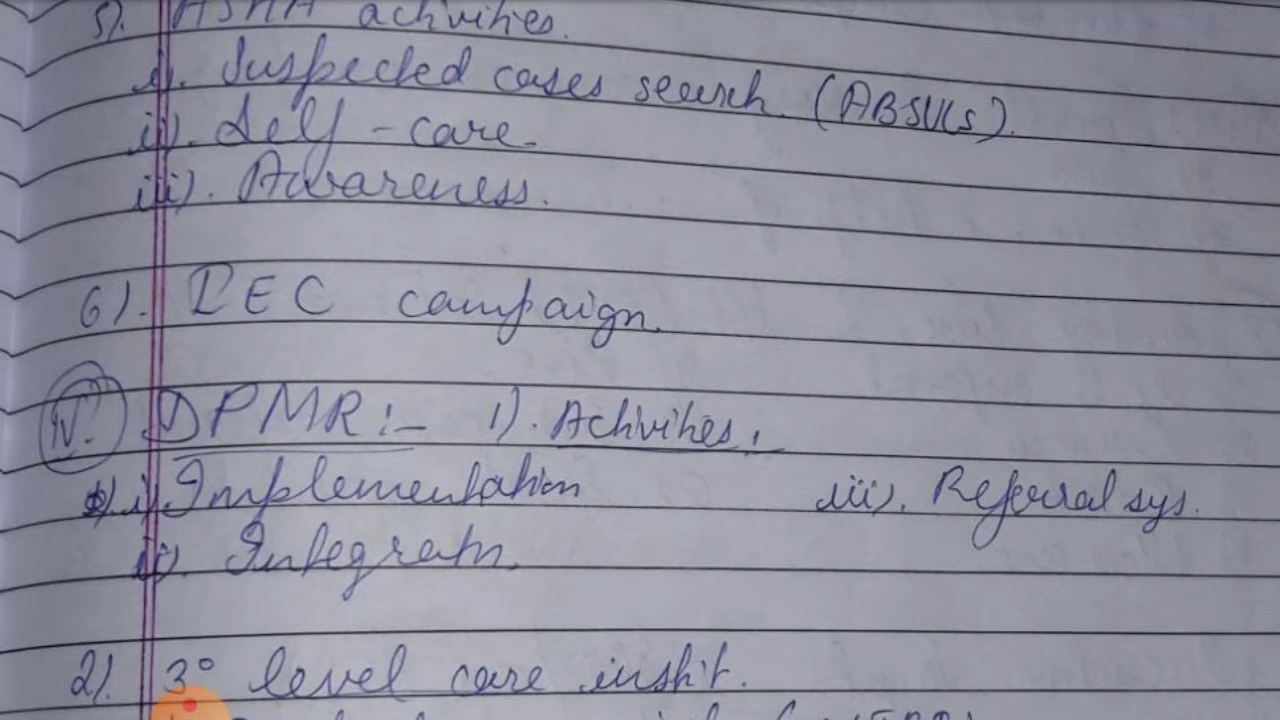 5). ASHA activities.
i). Suspected cases search. (ABSULs).
ii). Self-care.
iii). Awareness.
6). IEC campaign.
IV. DPMR:- 1). Activities:
i) Implementation iii). Referral sys.
ii). Integratn.
2). 3° level care instit.